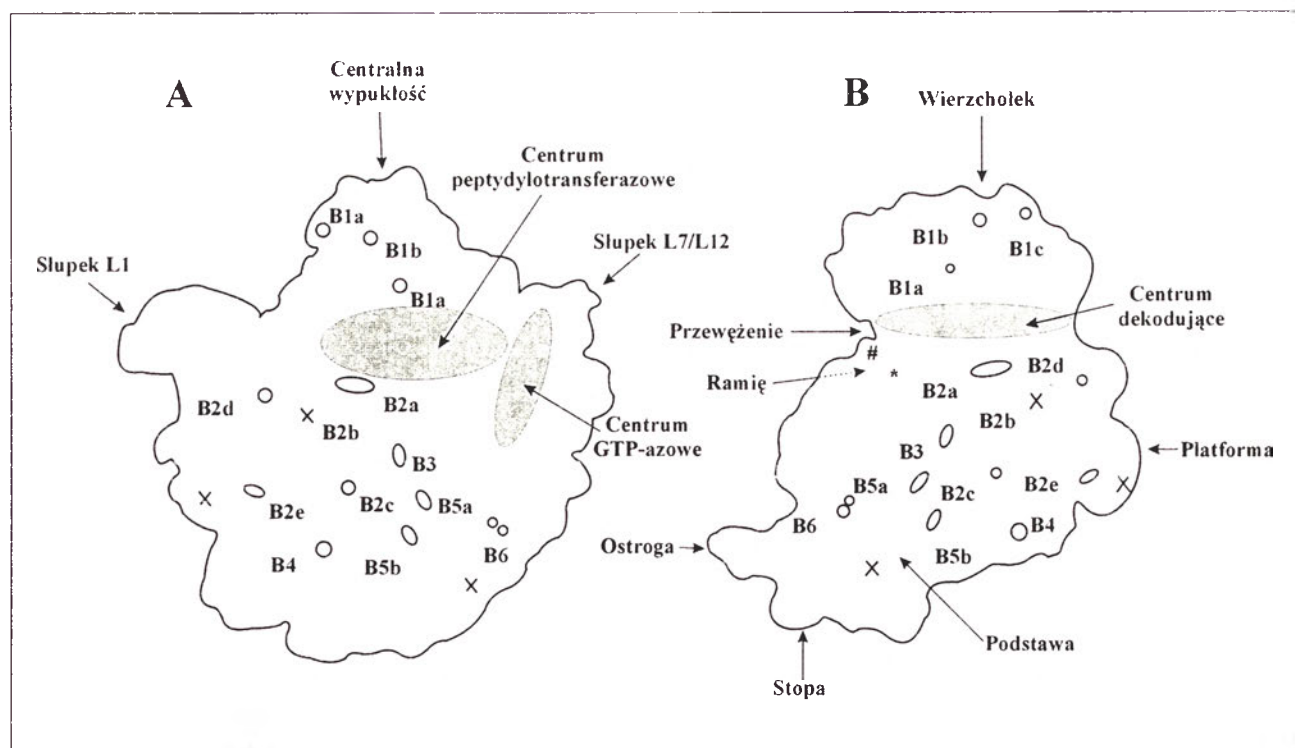 A
Centralna
wypukłość
Centrum
peptydylotransferazowe
B1a
B1b
Słupek L1
Słupek L7/L12
B1a
B2d
B2a
X
B2b
Centrum
GTP-azowe
B3
X
B2e
B2c
B5a
B4
B5b
B6
X
B
Wierzchołek
B1b
B1c
B1a
Centrum
dekodujące
Przewężenie
#
Ramię
*
B2a
B2d
X
B2b
B3
Platforma
B5a
B2c
B2e
X
B6
B4
Ostroga
B5b
X
Podstawa
Stopa